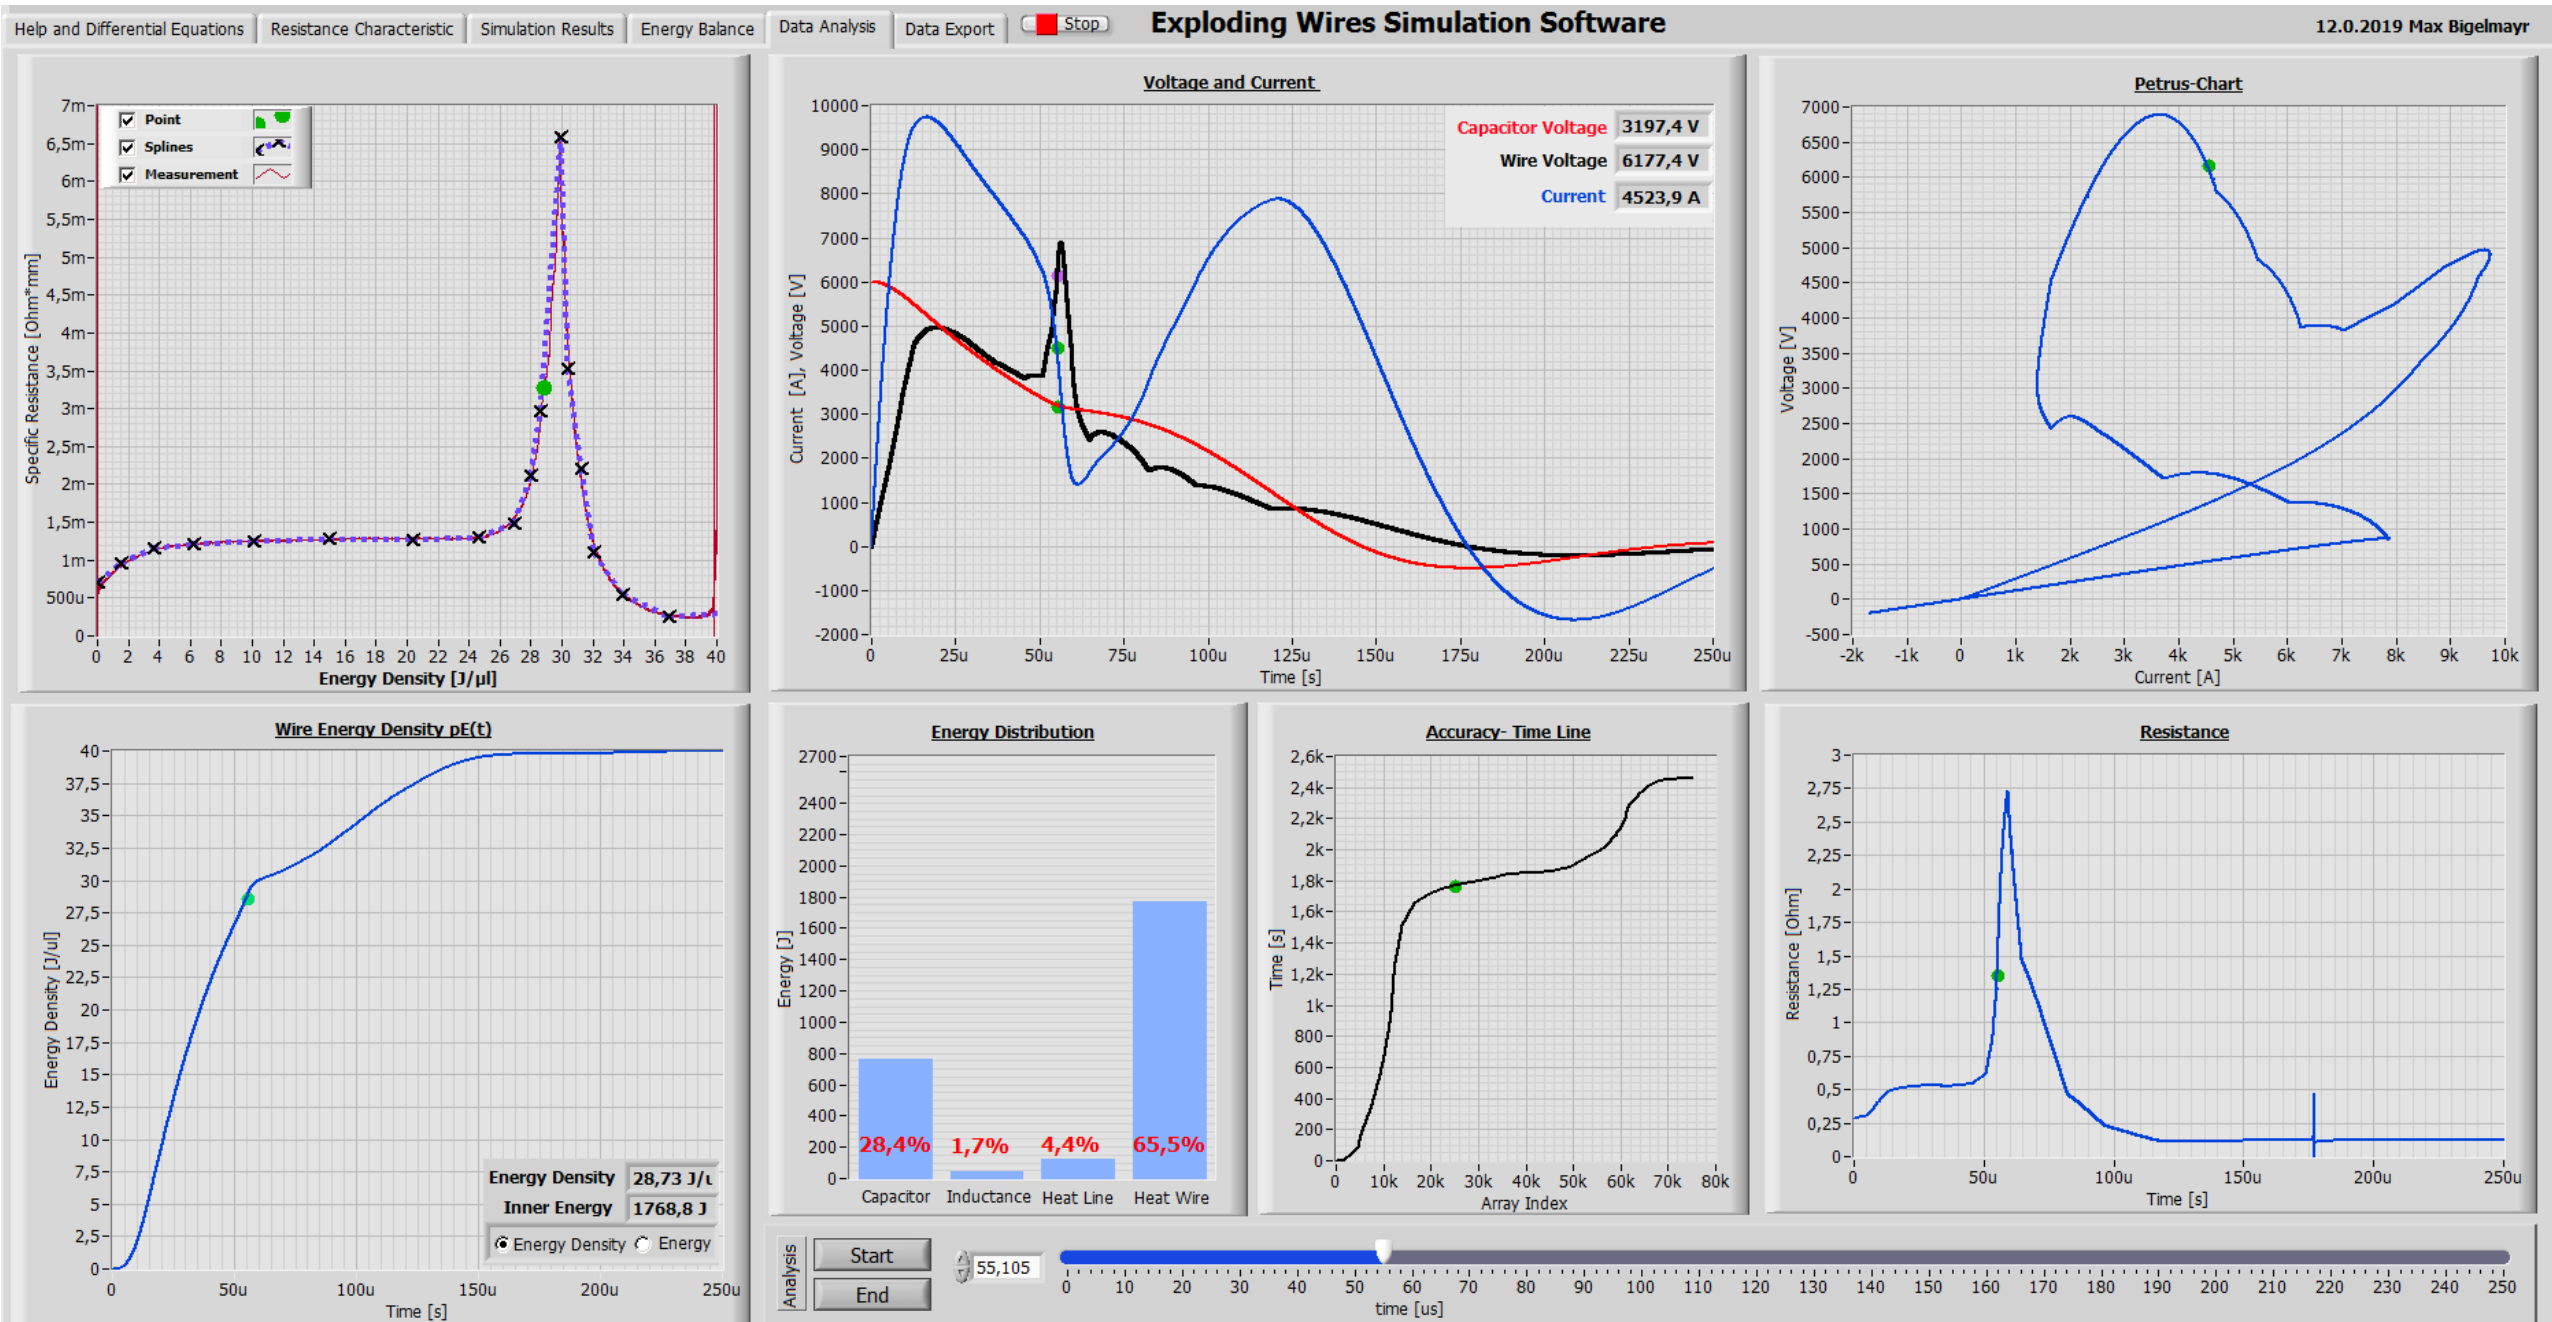 Help and Differential Equations Resistance Characteristic Simulation Results Energy Balance Data Analysis Data Export Stop Exploding Wires Simulation Software 12.0.2019 Max Bigelmayr
Point
Splines
Measurement
7m
6,5m
6m
5,5m
5m
4,5m
4m
3,5m
3m
2,5m
2m
1,5m
1m
500u
0
Specific Resistance [Ohm*mm]
0 2 4 6 8 10 12 14 16 18 20 22 24 26 28 30 32 34 36 38 40
Energy Density [J/µl]
Voltage and Current
Capacitor Voltage 3197,4 V
Wire Voltage 6177,4 V
Current 4523,9 A
10000
9000
8000
7000
6000
5000
4000
3000
2000
1000
0
-1000
-2000
Current [A], Voltage [V]
0 25u 50u 75u 100u 125u 150u 175u 200u 225u 250u
Time [s]
Petrus-Chart
7000
6500
6000
5500
5000
4500
4000
3500
3000
2500
2000
1500
1000
500
0
-500
Voltage [V]
-2k -1k 0 1k 2k 3k 4k 5k 6k 7k 8k 9k 10k
Current [A]
Wire Energy Density pE(t)
40
37,5
35
32,5
30
27,5
25
22,5
20
17,5
15
12,5
10
7,5
5
2,5
0
Energy Density [J/ul]
Energy Density 28,73 J/
Inner Energy 1768,8 J
Energy Density Energy
0 50u 100u 150u 200u 250u
Time [s]
Energy Distribution
2700
2400
2200
2000
1800
1600
1400
1200
1000
800
600
400
200
0
Energy [J]
28,4% 1,7% 4,4% 65,5%
Capacitor Inductance Heat Line Heat Wire
Accuracy- Time Line
2,6k
2,4k
2,2k
2k
1,8k
1,6k
1,4k
1,2k
1k
800
600
400
200
0
Time [s]
0 10k 20k 30k 40k 50k 60k 70k 80k
Array Index
Resistance
3
2,75
2,5
2,25
2
1,75
1,5
1,25
1
0,75
0,5
0,25
0
Resistance [Ohm]
0 50u 100u 150u 200u 250u
Time [s]
Analysis
Start
End
55,105
0 10 20 30 40 50 60 70 80 90 100 110 120 130 140 150 160 170 180 190 200 210 220 230 240 250
time [us]